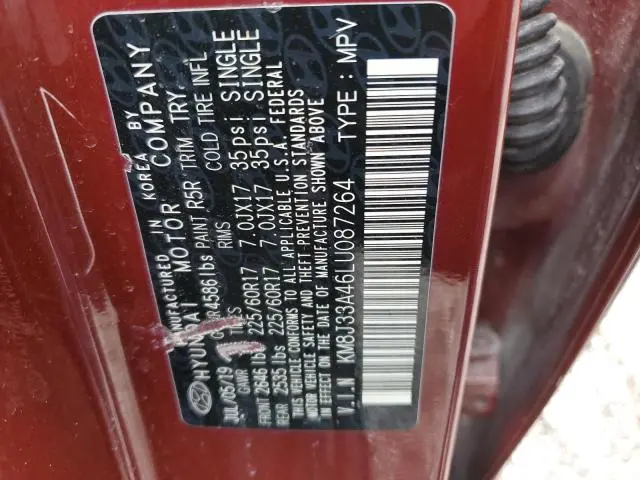 MANUFACTURED IN KOREA BY
HYUNDAI MOTOR COMPANY
JUL/05/19 4586 lbs PAINT R5R TRIM TRY
GAWR TIRES RIMS COLD TIRE INFL
FRONT 2646 lbs 225/60R17 7.0JX17 35psi SINGLE
REAR 2535 lbs 225/60R17 7.0JX17 35psi SINGLE
THIS VEHICLE CONFORMS TO ALL APPLICABLE U.S.A. FEDERAL
MOTOR VEHICLE SAFETY AND THEFT-PREVENTION STANDARDS
IN EFFECT ON THE DATE OF MANUFACTURE SHOWN ABOVE
V.I.N KM8J33A46LU087264 TYPE : MPV